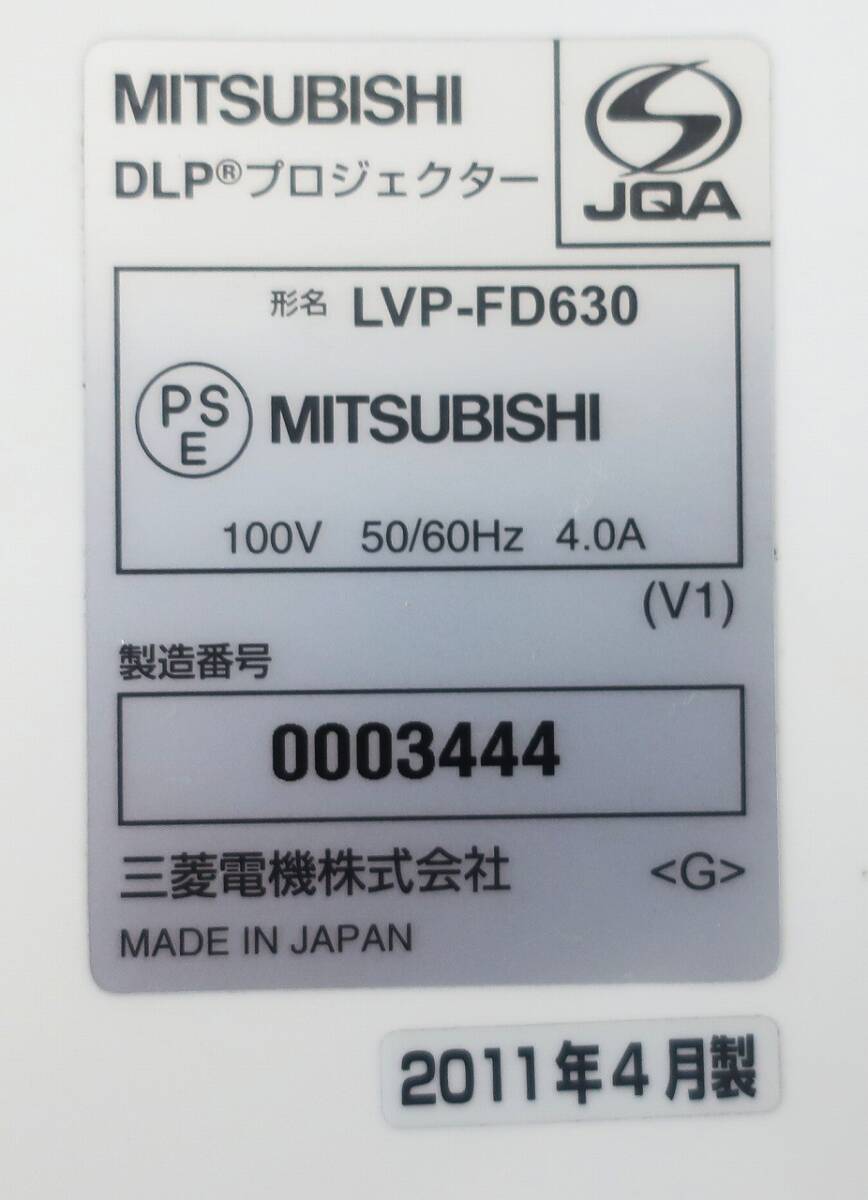 MITSUBISHI
DLP®プロジェクター
JQA
形名 LVP-FD630
PS
E
MITSUBISHI
100V 50/60Hz 4.0A
(V1)
製造番号
0003444
三菱電機株式会社 <G>
MADE IN JAPAN
2011年4月製